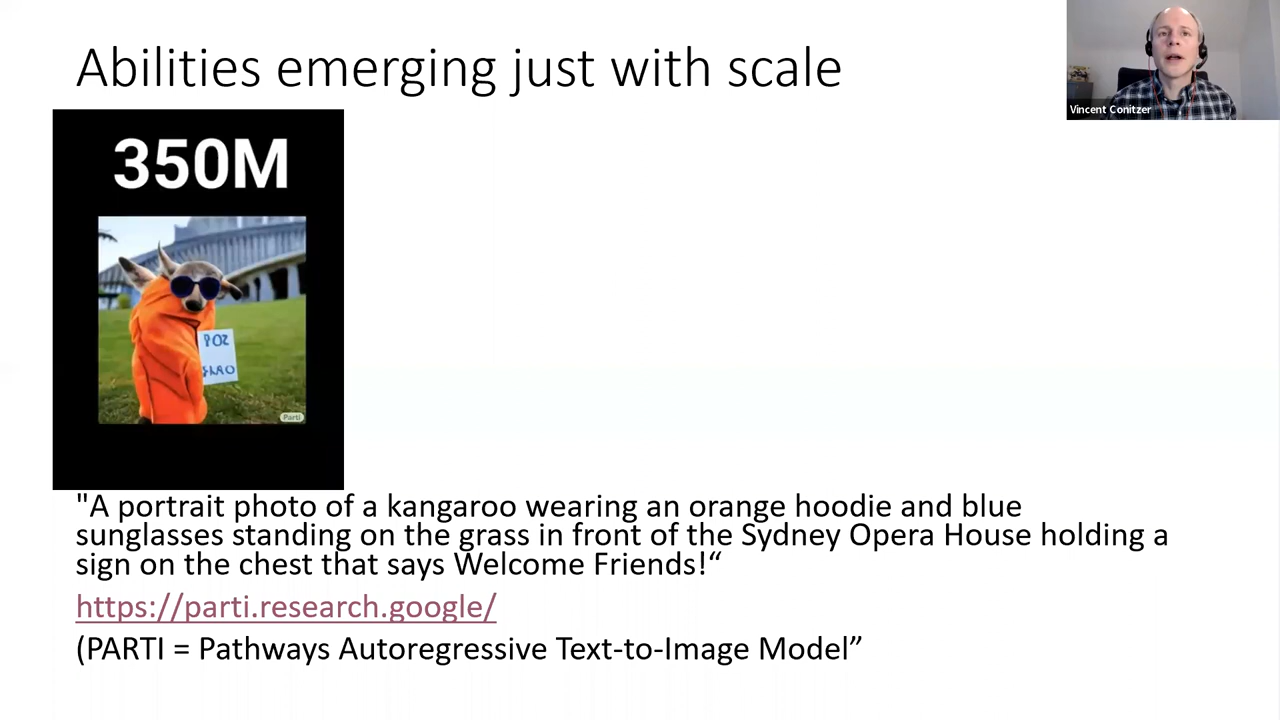 Abilities emerging just with scale
Vincent Conitzer
350M
POZ
Parti
"A portrait photo of a kangaroo wearing an orange hoodie and blue
sunglasses standing on the grass in front of the Sydney Opera House holding a
sign on the chest that says Welcome Friends!“
https://parti.research.google/
(PARTI = Pathways Autoregressive Text-to-Image Model”